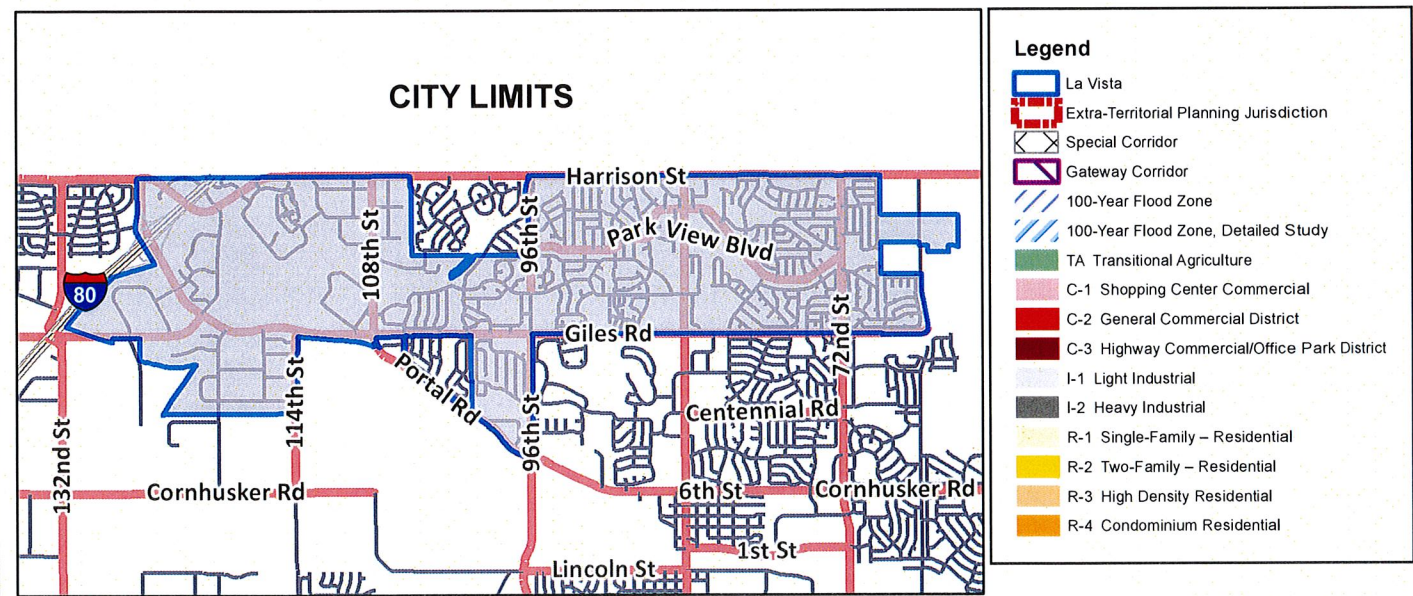 CITY LIMITS
Harrison St
108th St
96th St
Park View Blvd
80
Giles Rd
72nd St
Portal Rd
114th St
96th St
Centennial Rd
132nd St
Cornhusker Rd
6th St
Cornhusker Rd
1st St
Lincoln St
Legend
La Vista
Extra-Territorial Planning Jurisdiction
Special Corridor
Gateway Corridor
100-Year Flood Zone
100-Year Flood Zone, Detailed Study
TA Transitional Agriculture
C-1 Shopping Center Commercial
C-2 General Commercial District
C-3 Highway Commercial/Office Park District
I-1 Light Industrial
I-2 Heavy Industrial
R-1 Single-Family – Residential
R-2 Two-Family – Residential
R-3 High Density Residential
R-4 Condominium Residential